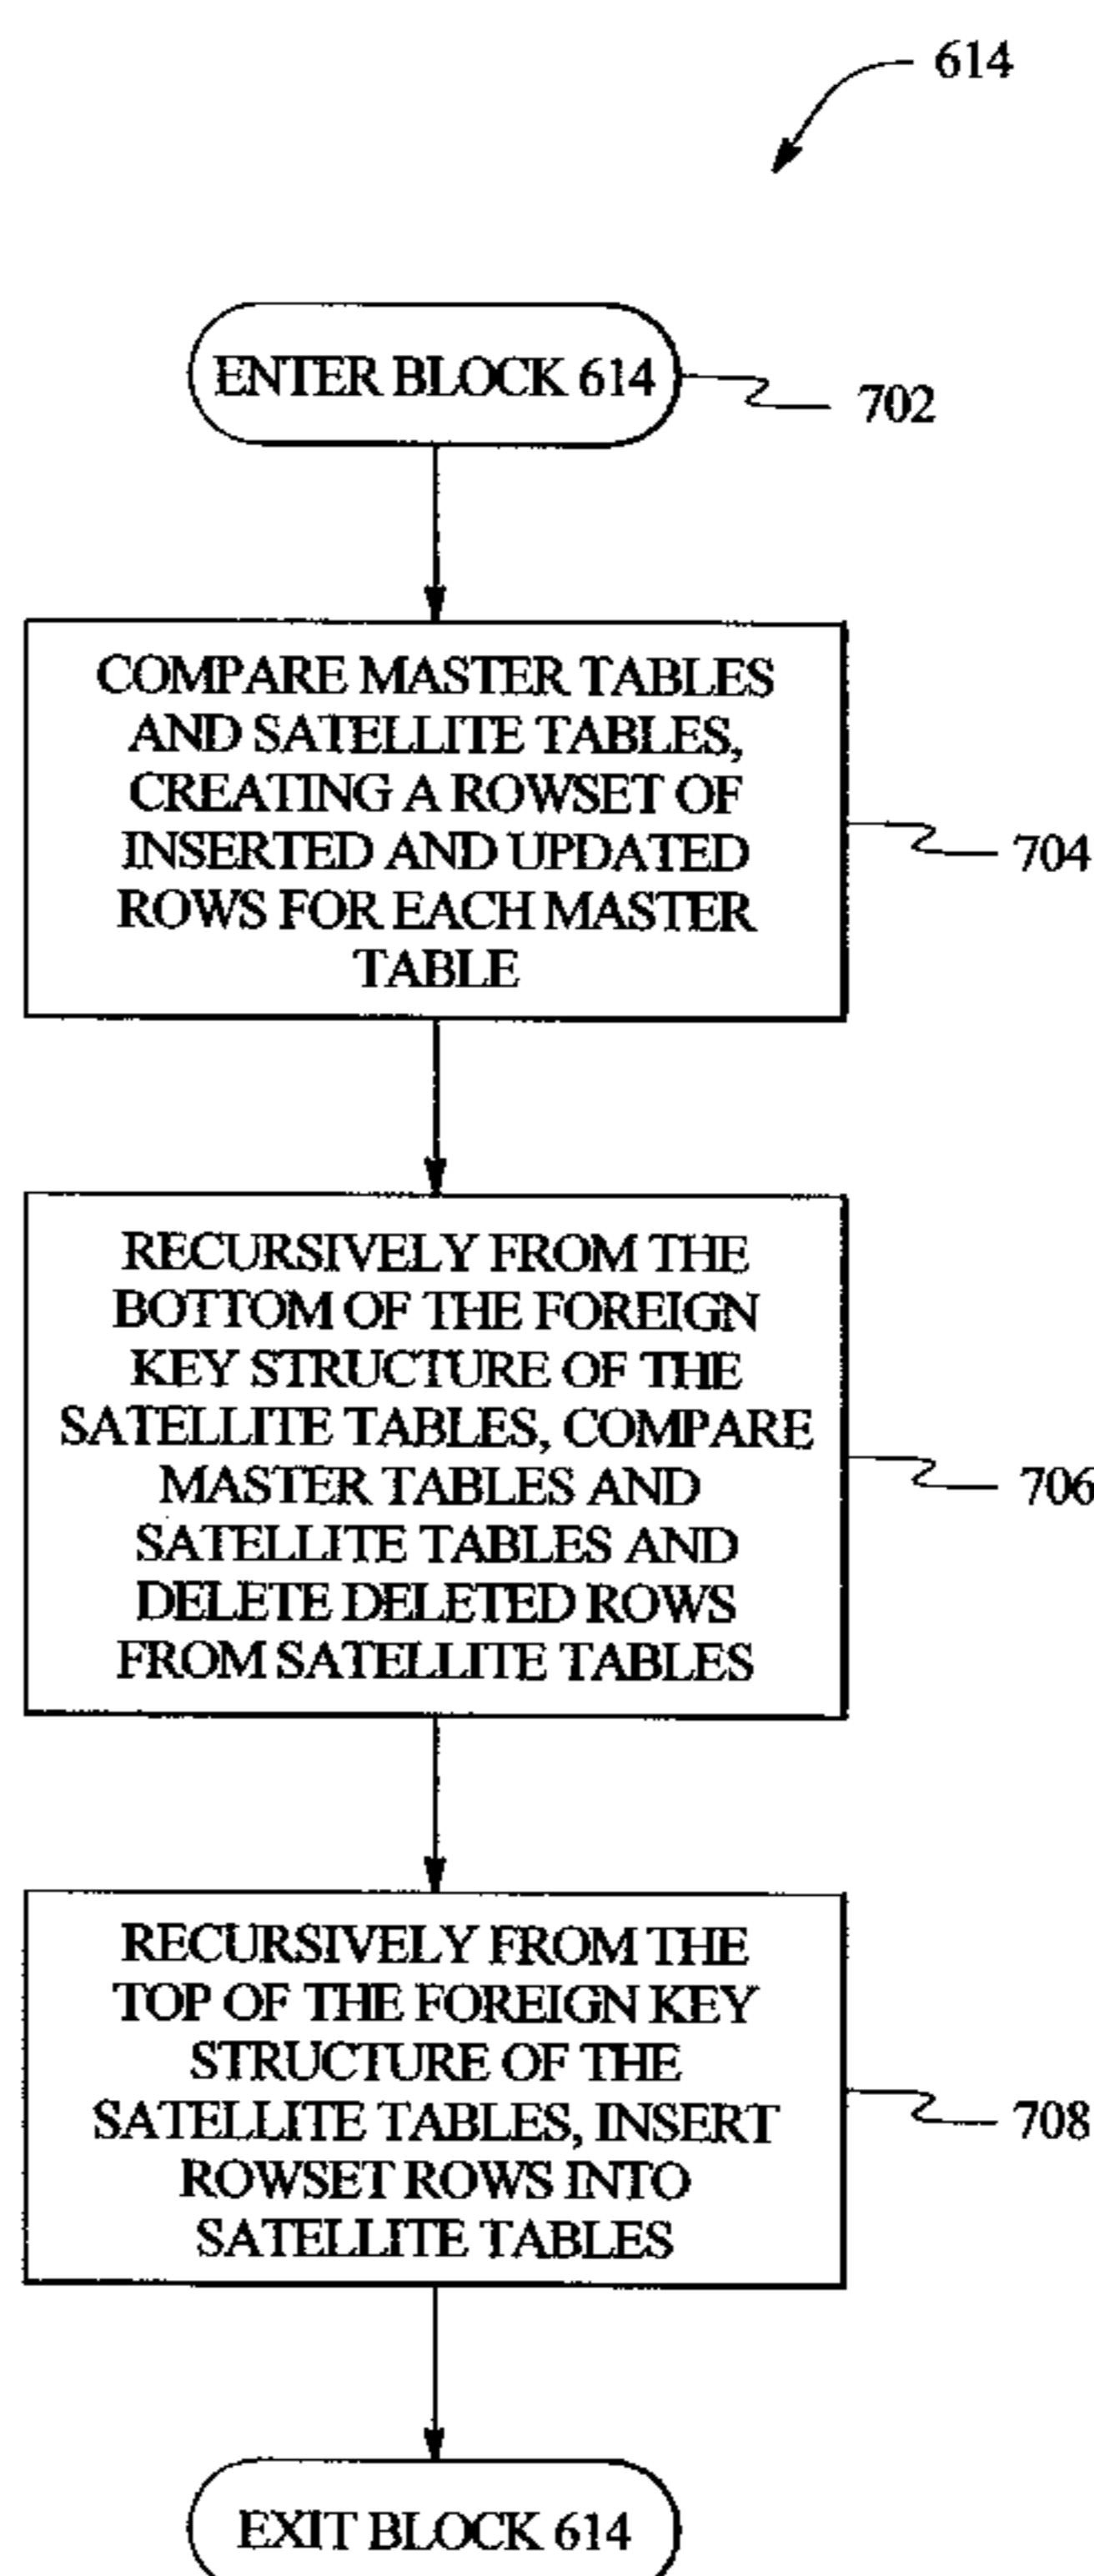 614
ENTER BLOCK 614
702
COMPARE MASTER TABLES
AND SATELLITE TABLES,
CREATING A ROWSET OF
INSERTED AND UPDATED
ROWS FOR EACH MASTER
TABLE
704
RECURSIVELY FROM THE
BOTTOM OF THE FOREIGN
KEY STRUCTURE OF THE
SATELLITE TABLES, COMPARE
MASTER TABLES AND
SATELLITE TABLES AND
DELETE DELETED ROWS
FROM SATELLITE TABLES
706
RECURSIVELY FROM THE
TOP OF THE FOREIGN KEY
STRUCTURE OF THE
SATELLITE TABLES, INSERT
ROWSET ROWS INTO
SATELLITE TABLES
708
EXIT BLOCK 614